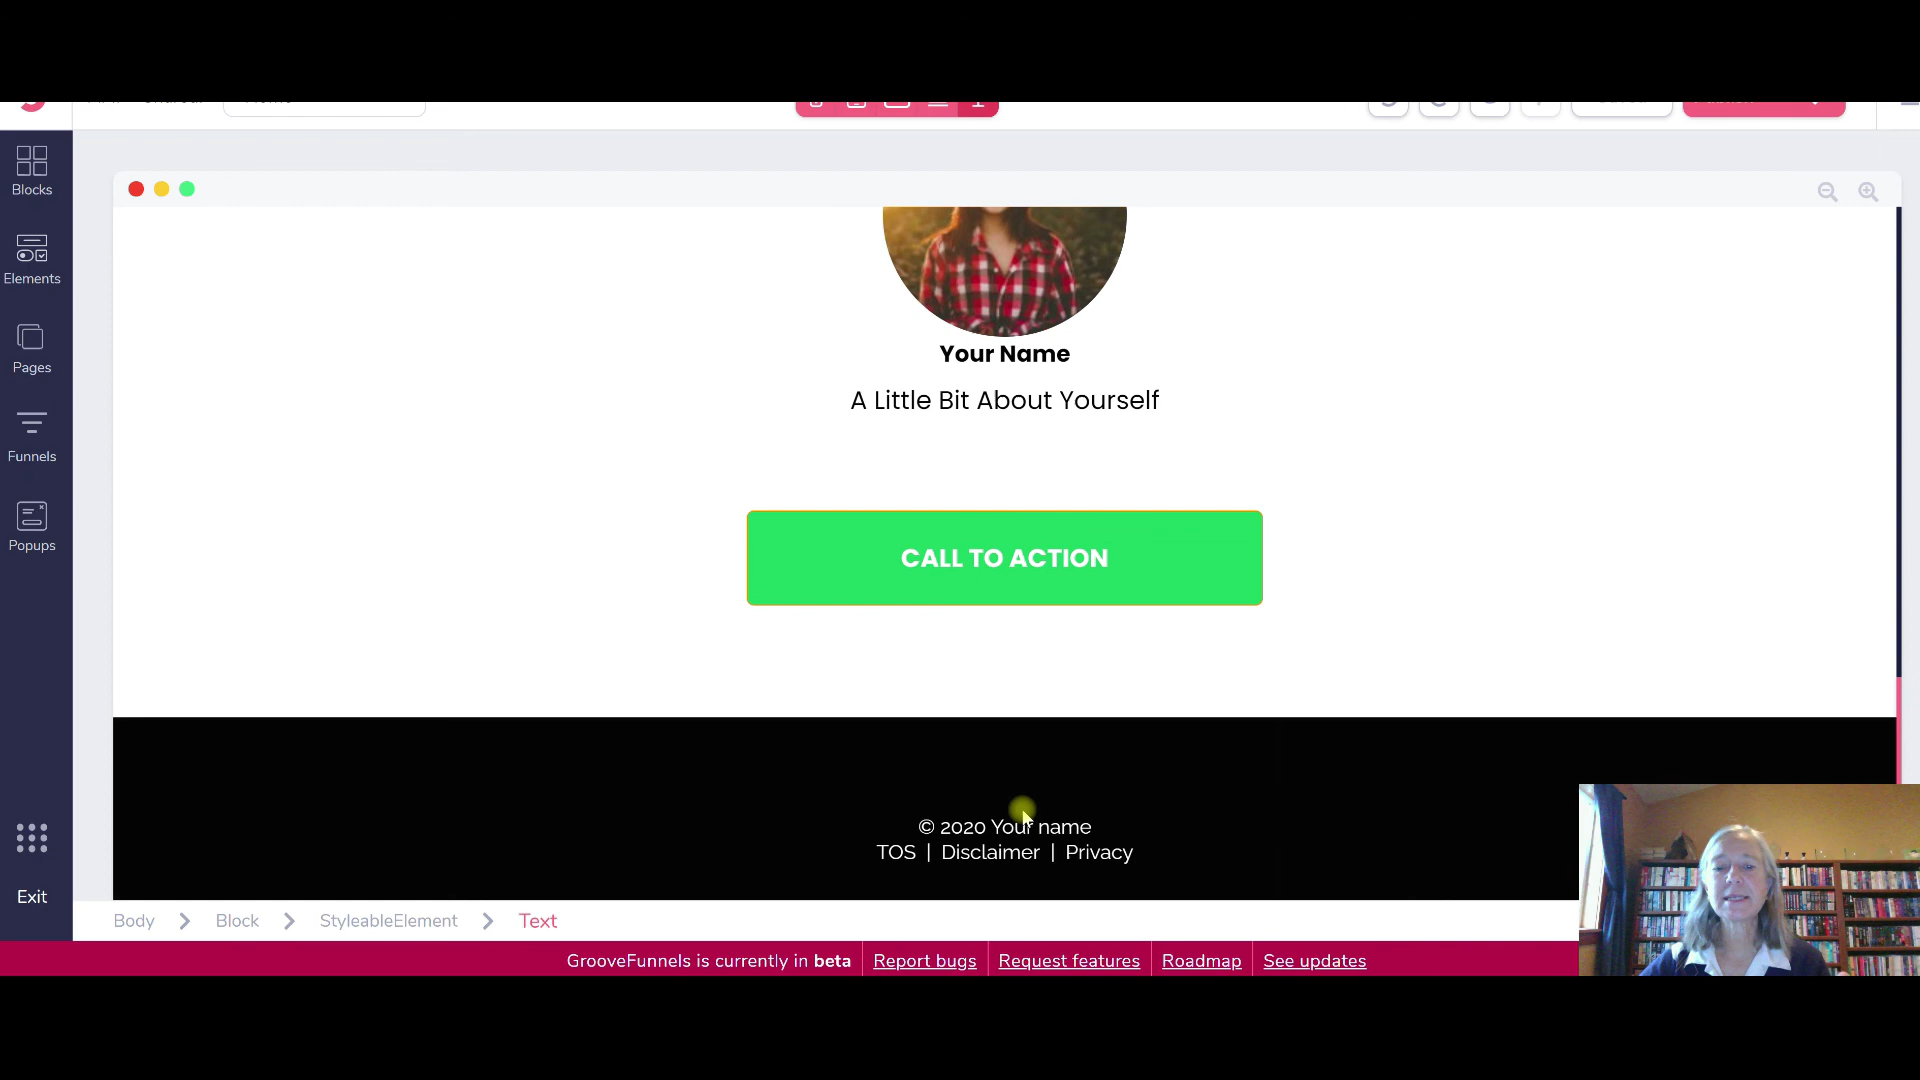 Blocks
Elements
Pages
Funnels
Popups
Exit
Your Name
A Little Bit About Yourself
CALL TO ACTION
© 2020 Your name
TOS | Disclaimer | Privacy
Body Block StyleableElement Text
GrooveFunnels is currently in beta Report bugs Request features Roadmap See updates